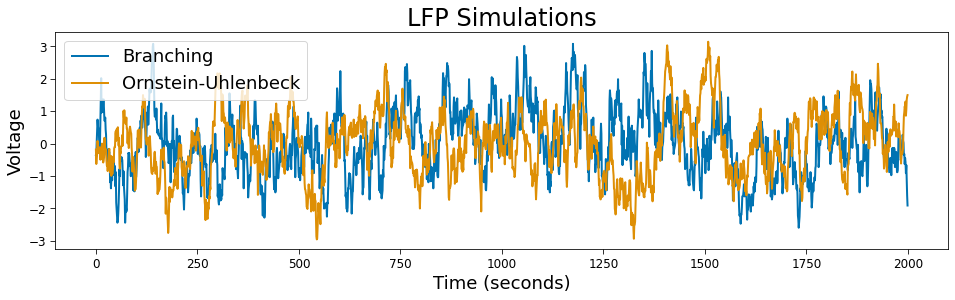 LFP Simulations
Branching
Ornstein-Uhlenbeck
Voltage
3
2
1
0
−1
−2
−3
0 250 500 750 1000 1250 1500 1750 2000
Time (seconds)